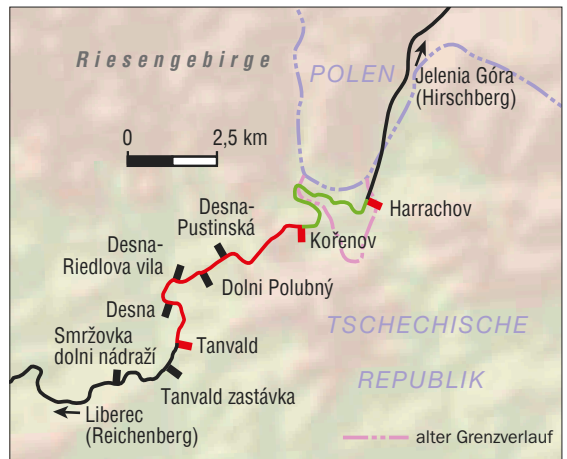 Riesengebirge
POLEN
Jelenia Góra
(Hirschberg)
0 2,5 km
Harrachov
Desna-
Pustinská
Kořenov
Desna-
Riedlova vila
Dolni Polubný
Desna
TSCHECHISCHE
REPUBLIK
Smržovka
dolni nádraží
Tanvald
Tanvald zastávka
Liberec
(Reichenberg)
alter Grenzverlauf